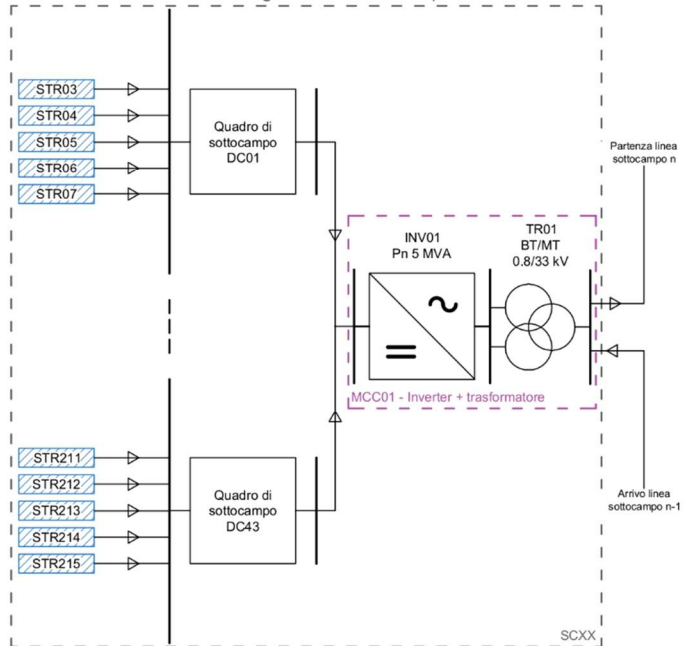 STR03
STR04
STR05
STR06
STR07
Quadro di
sottocampo
DC01
Partenza linea
sottocampo n
INV01
Pn 5 MVA
TR01
BT/MT
0.8/33 kV
MCC01 - Inverter + trasformatore
STR211
STR212
STR213
STR214
STR215
Quadro di
sottocampo
DC43
Arrivo linea
sottocampo n-1
SCXX